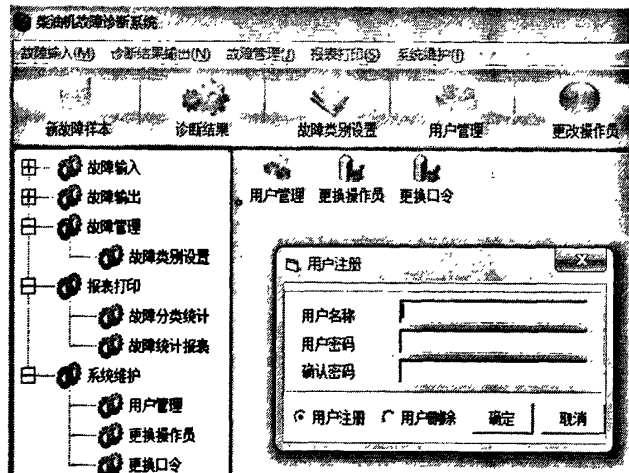 柴油机故障诊断系统
故障输入(M) 诊断结果输出(N) 故障管理(J) 报表打印(S) 系统维护(T)
新故障样本 诊断结果 故障类别设置 用户管理 更改操作员
故障输入
故障输出
故障管理
故障类别设置
报表打印
故障分类统计
故障统计报表
系统维护
用户管理
更换操作员
更换口令
用户管理 更换操作员 更换口令
用户注册
用户名称
用户密码
确认密码
用户注册 用户删除 确定 取消